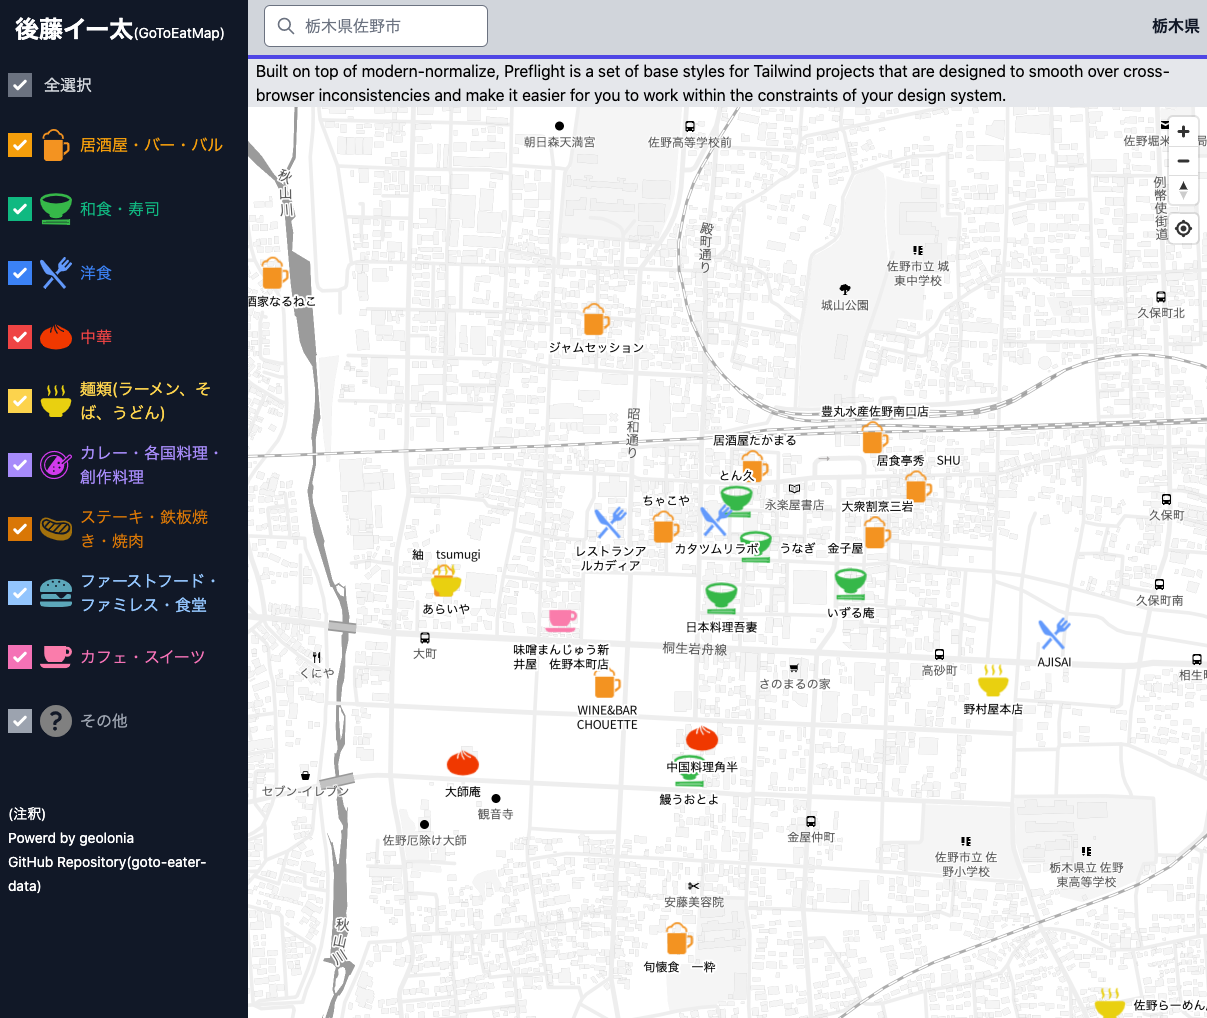 後藤イー太(GoToEatMap)
全選択
居酒屋・バー・バル
和食・寿司
洋食
中華
麺類(ラーメン、そ
ば、うどん)
カレー・各国料理・
創作料理
ステーキ・鉄板焼
き・焼肉
ファーストフード・
ファミレス・食堂
カフェ・スイーツ
その他
(注釈)
Powerd by geolonia
GitHub Repository(goto-eater-
data)
栃木県佐野市
栃木県
Built on top of modern-normalize, Preflight is a set of base styles for Tailwind projects that are designed to smooth over cross-
browser inconsistencies and make it easier for you to work within the constraints of your design system.
朝日森天満宮
佐野高等学校前
佐野堀米
局
秋山川
例幣使街道
殿町通り
佐野市立 城
東中学校
酒家なるねこ
城山公園
久保町北
ジャムセッション
昭和通り
豊丸水産佐野南口店
居酒屋たかまる
居食亭秀　SHU
とん久
ちゃこや
永楽屋書店
大衆割烹三岩
久保町
レストランア
ルカディア
カタツムリラボ
うなぎ　金子屋
紬　tsumugi
あらいや
いずる庵
久保町南
日本料理吾妻
大町
味噌まんじゅう新
井屋　佐野本町店
桐生岩舟線
くにや
さのまるの家
高砂町
AJISAI
相生町
野村屋本店
WINE&BAR
CHOUETTE
中国料理角半
セブン-イレブン
大師庵
鰻うおとよ
観音寺
佐野厄除け大師
金屋仲町
佐野市立 佐
野小学校
栃木県立 佐野
東高等学校
安藤美容院
秋山川
旬懐食　一粋
佐野らーめん